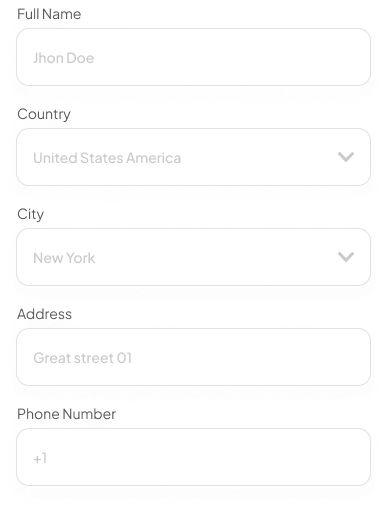 Full Name
Jhon Doe
Country
United States America
City
New York
Address
Great street 01
Phone Number
+1